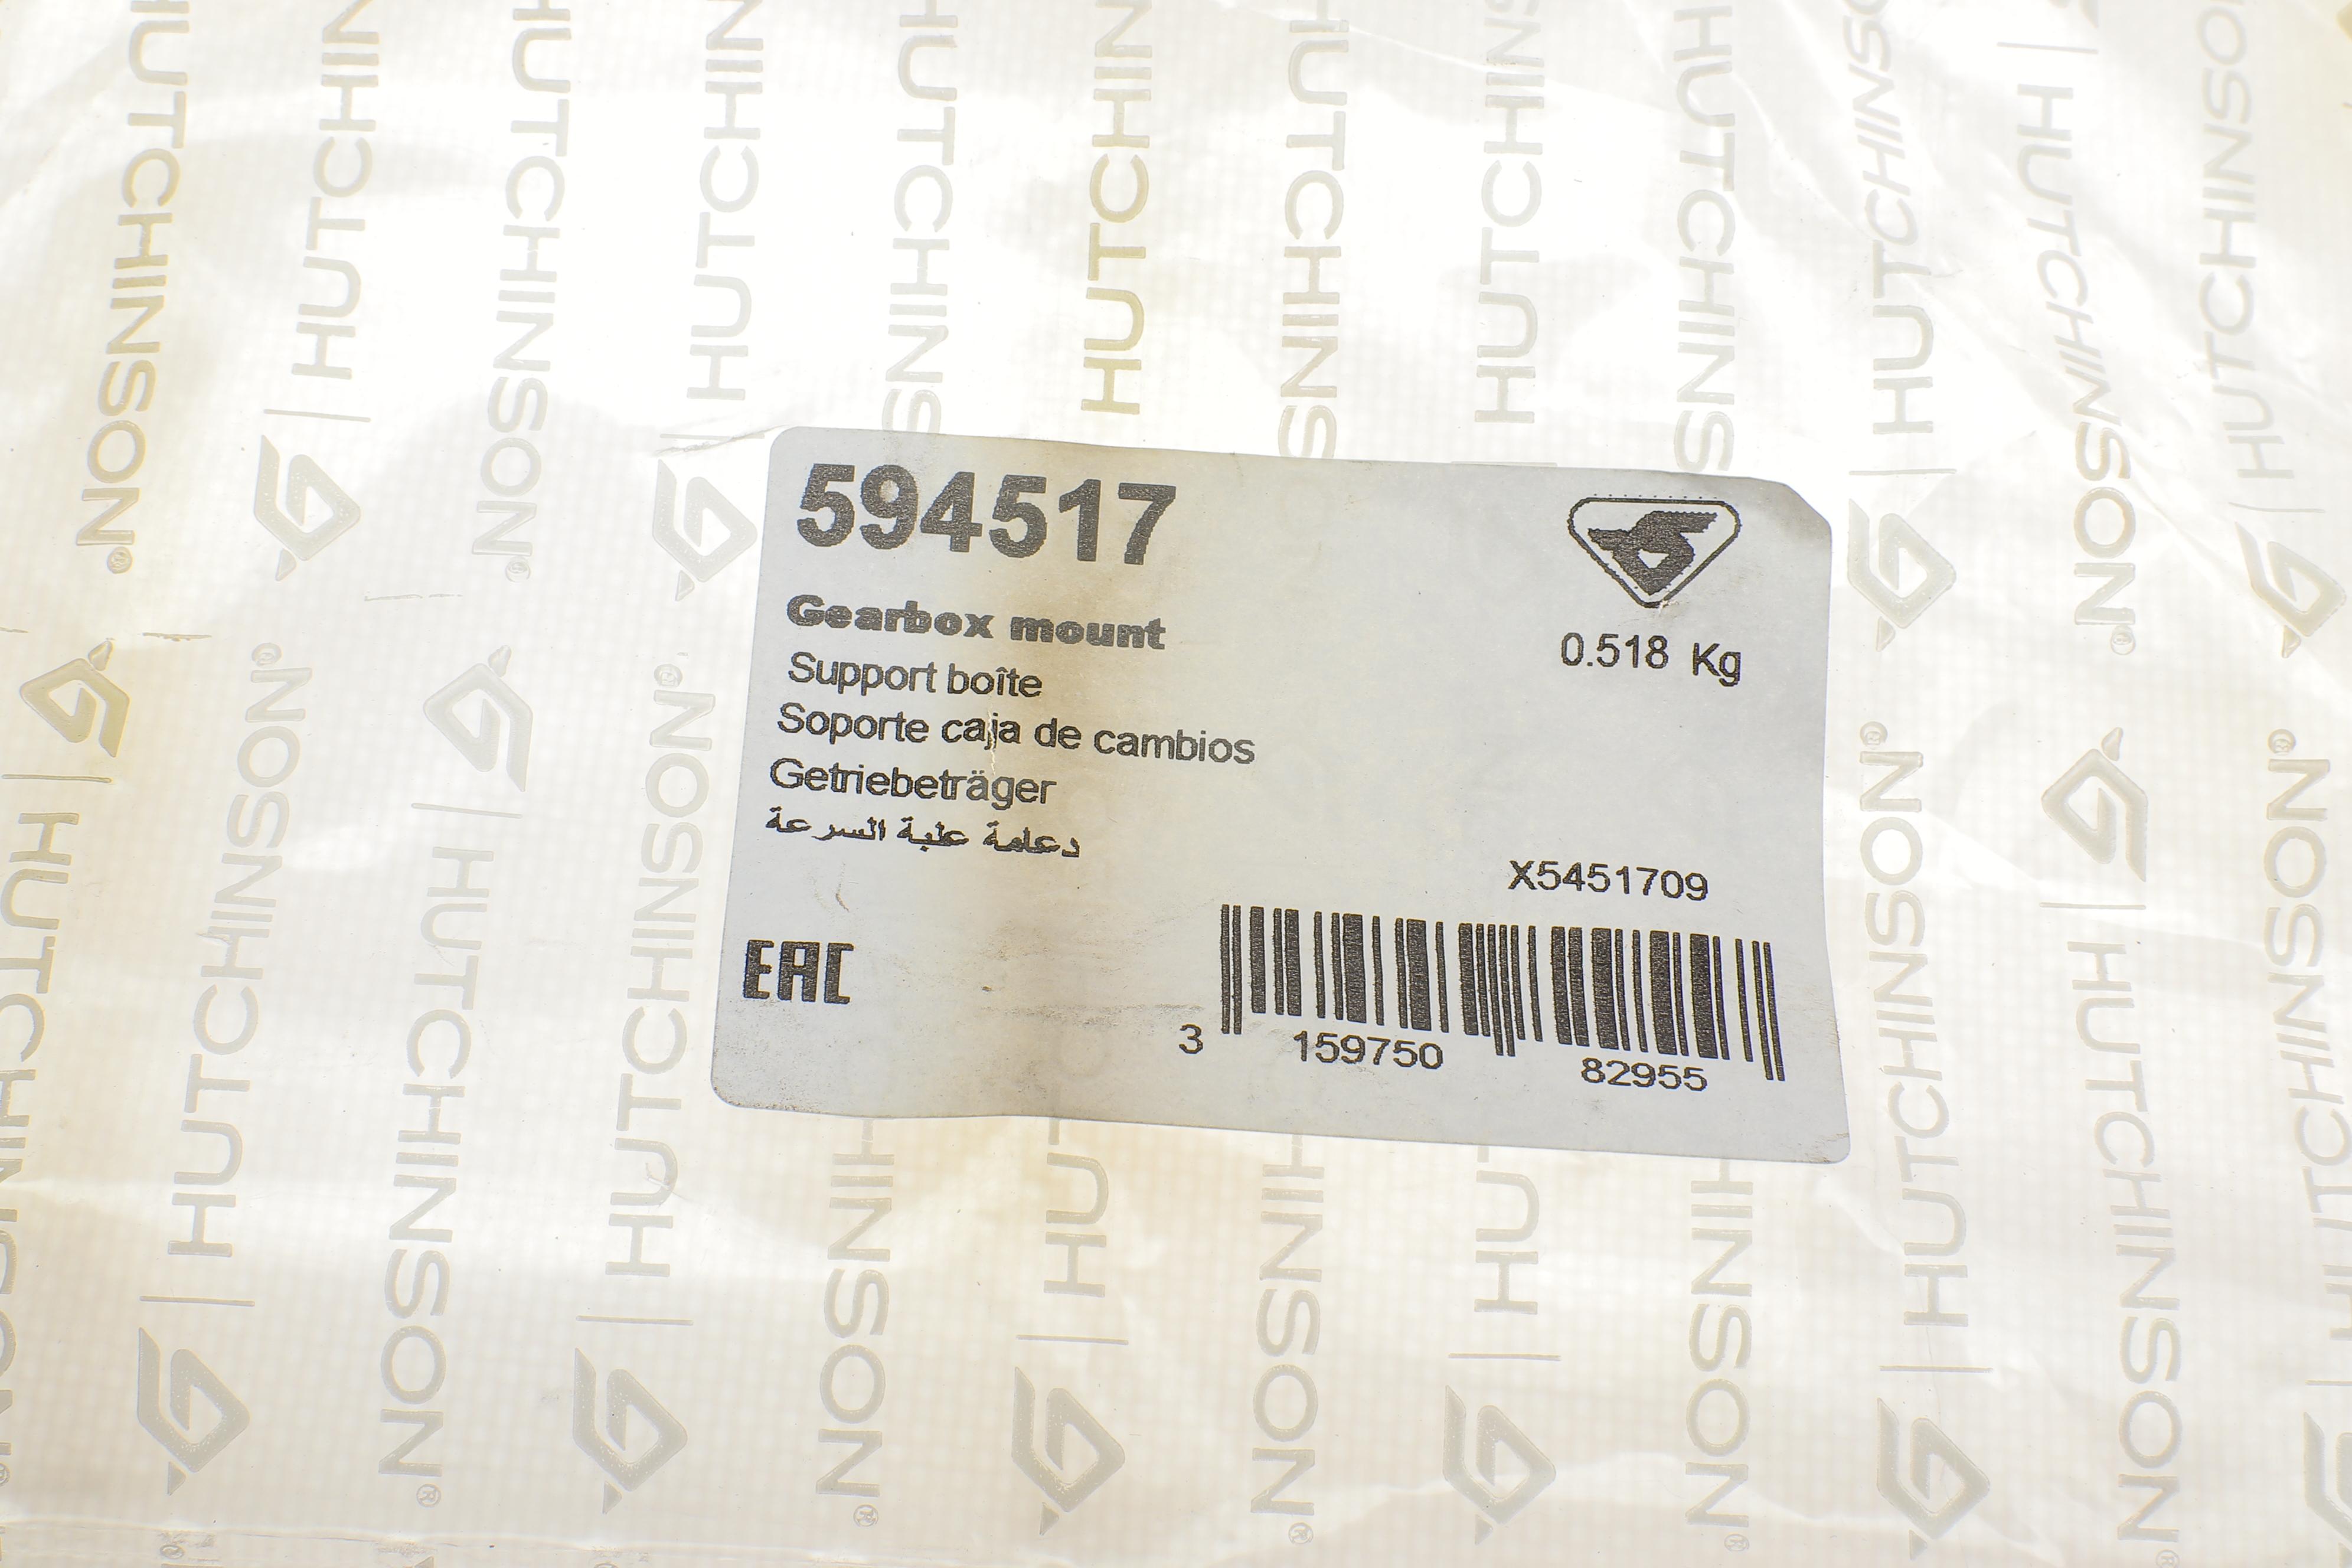 594517
Gearbox mount
0.518 Kg
Support boîte
Soporte caja de cambios
Getriebeträger
دعامة علبة السرعة
X5451709
EAC
3 159750 82955
HUTCHINSON®